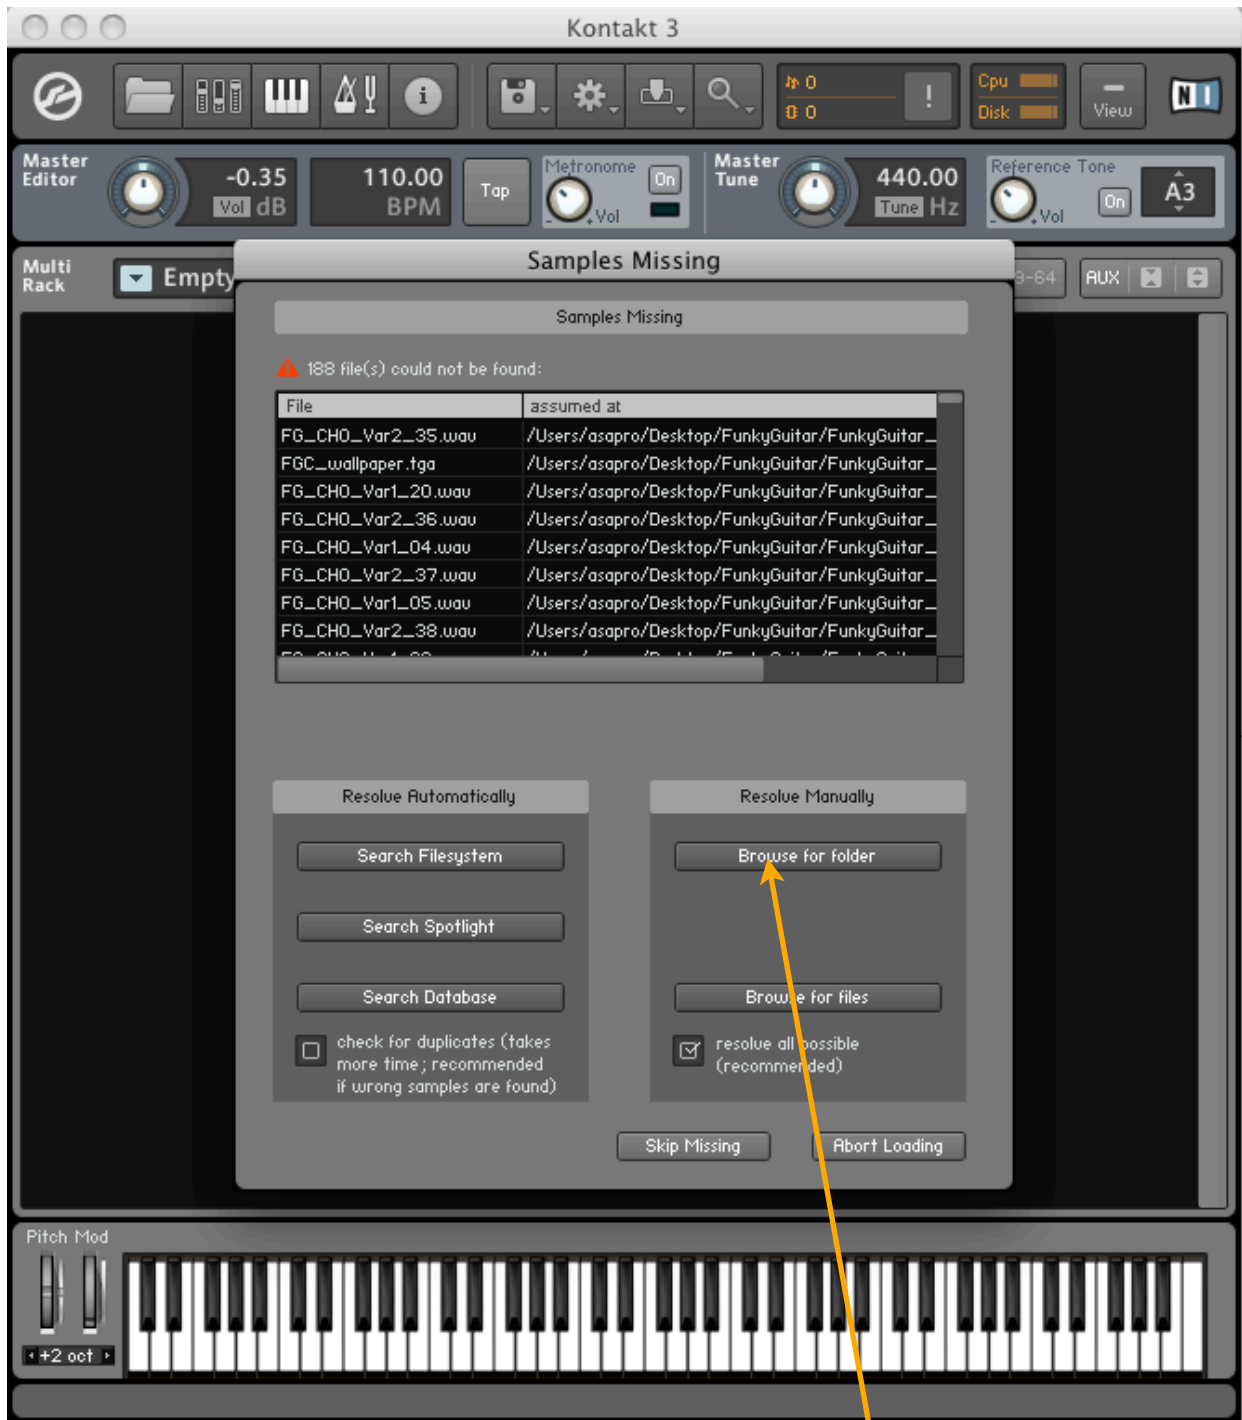 Kontakt 3
i
0
0
!
Cpu
Disk
View
NI
Master
Editor
-0.35
Vol dB
110.00
BPM
Tap
Metronome
On
- + Vol
Master
Tune
440.00
Tune Hz
Reference Tone
On
- + Vol
A3
Multi
Rack
Empty
-64
AUX
Samples Missing
Samples Missing
188 file(s) could not be found:
File assumed at
FG_CHO_Var2_35.wav /Users/asapro/Desktop/FunkyGuitar/FunkyGuitar_
FGC_wallpaper.tga /Users/asapro/Desktop/FunkyGuitar/FunkyGuitar_
FG_CHO_Var1_20.wav /Users/asapro/Desktop/FunkyGuitar/FunkyGuitar_
FG_CHO_Var2_36.wav /Users/asapro/Desktop/FunkyGuitar/FunkyGuitar_
FG_CHO_Var1_04.wav /Users/asapro/Desktop/FunkyGuitar/FunkyGuitar_
FG_CHO_Var2_37.wav /Users/asapro/Desktop/FunkyGuitar/FunkyGuitar_
FG_CHO_Var1_05.wav /Users/asapro/Desktop/FunkyGuitar/FunkyGuitar_
FG_CHO_Var2_38.wav /Users/asapro/Desktop/FunkyGuitar/FunkyGuitar_
Resolve Automatically
Search Filesystem
Search Spotlight
Search Database
check for duplicates (takes
more time; recommended
if wrong samples are found)
Resolve Manually
Browse for folder
Browse for files
resolve all possible
(recommended)
Skip Missing
Abort Loading
Pitch Mod
+2 oct